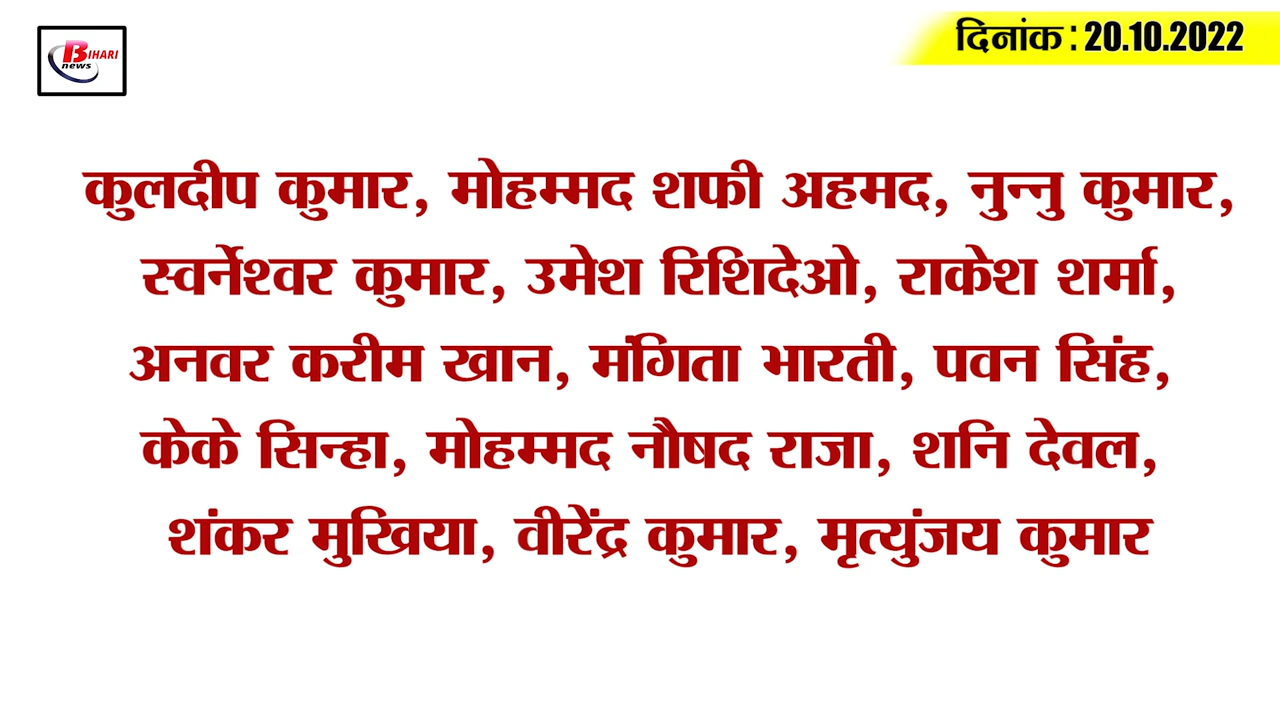 BIHARI
news
दिनांक : 20.10.2022
कुलदीप कुमार, मोहम्मद शफी अहमद, नुन्नु कुमार,
स्वर्नेश्वर कुमार, उमेश रिशिदेओ, राकेश शर्मा,
अनवर करीम खान, मंगिता भारती, पवन सिंह,
केके सिन्हा, मोहम्मद नौषद राजा, शनि देवल,
शंकर मुखिया, वीरेंद्र कुमार, मृत्युंजय कुमार